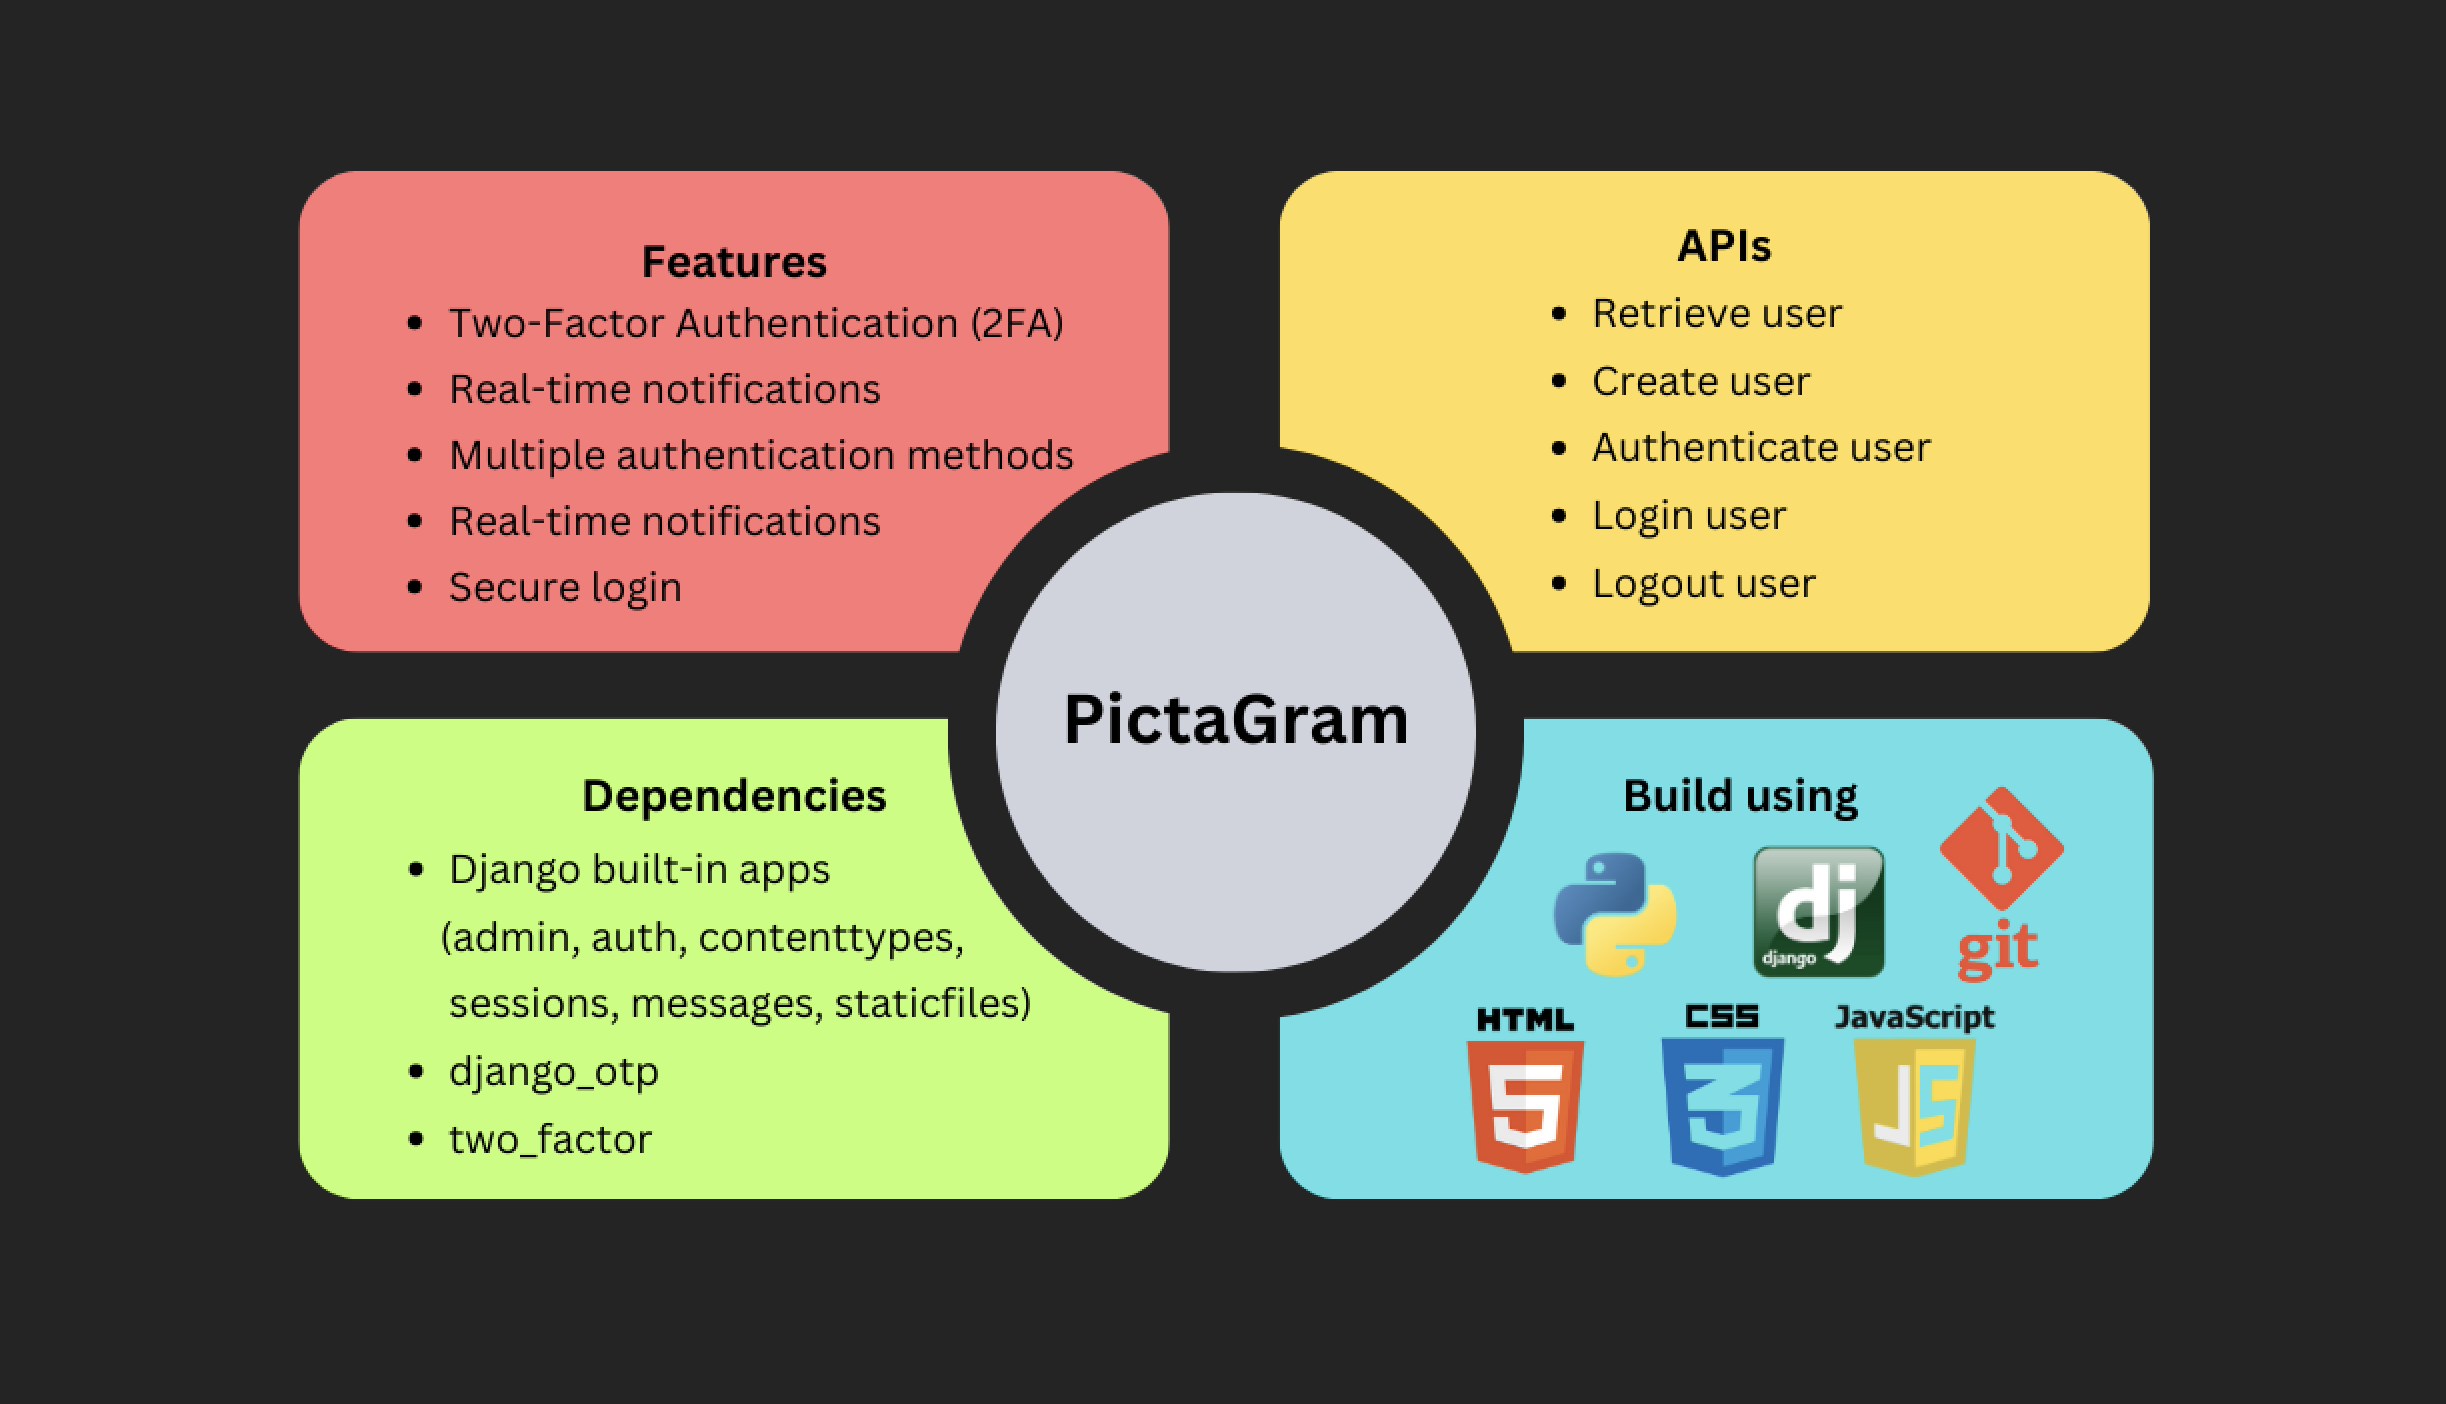 Features
• Two-Factor Authentication (2FA)
• Real-time notifications
• Multiple authentication methods
• Real-time notifications
• Secure login
APIs
• Retrieve user
• Create user
• Authenticate user
• Login user
• Logout user
PictaGram
Dependencies
• Django built-in apps
(admin, auth, contenttypes,
sessions, messages, staticfiles)
• django_otp
• two_factor
Build using
dj
django
git
HTML
5
CSS
3
JavaScript
JS